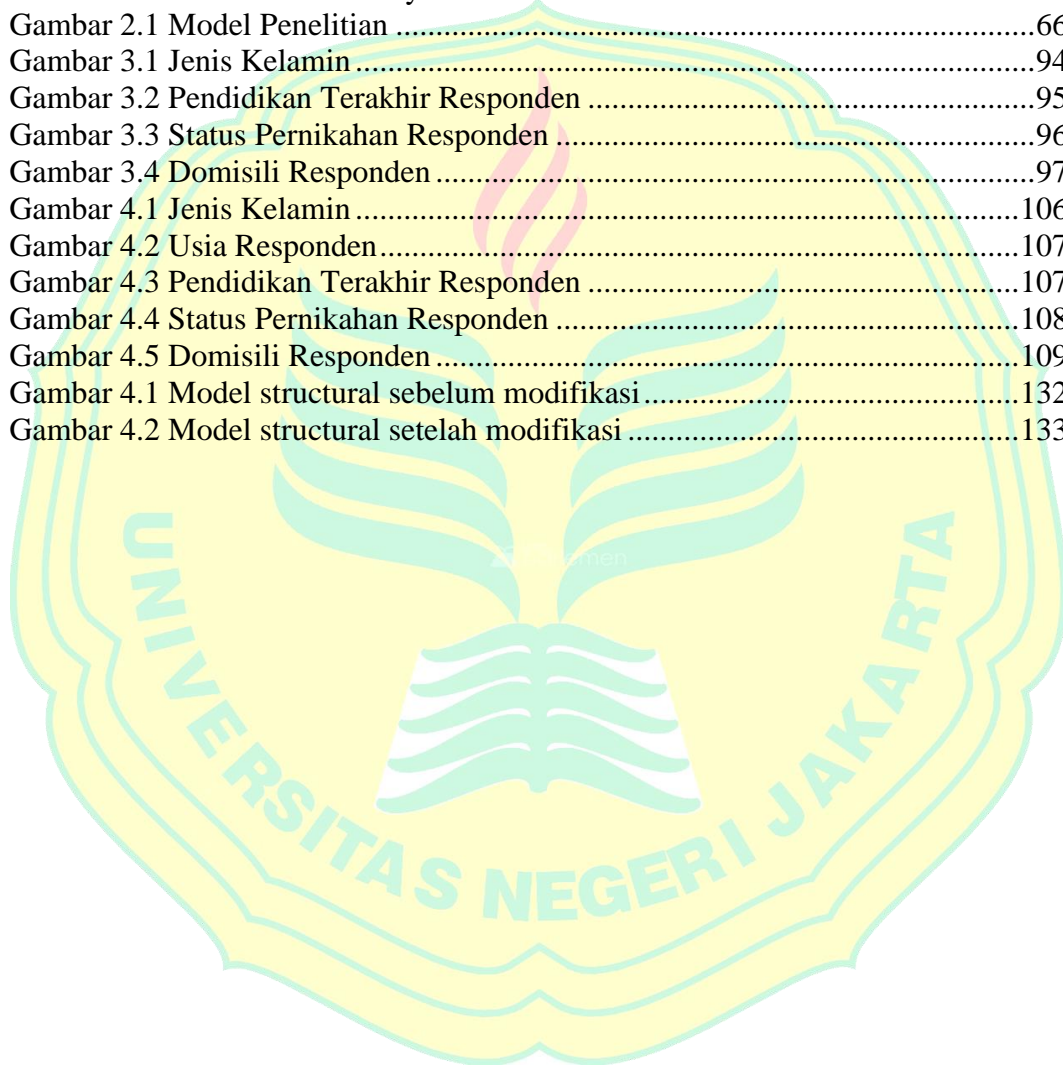 Gambar 2.1 Model Penelitian ..................................................................................66
Gambar 3.1 Jenis Kelamin.......................................................................................94
Gambar 3.2 Pendidikan Terakhir Responden .........................................................95
Gambar 3.3 Status Pernikahan Responden .............................................................96
Gambar 3.4 Domisili Responden ............................................................................97
Gambar 4.1 Jenis Kelamin.....................................................................................106
Gambar 4.2 Usia Responden..................................................................................107
Gambar 4.3 Pendidikan Terakhir Responden .......................................................107
Gambar 4.4 Status Pernikahan Responden ...........................................................108
Gambar 4.5 Domisili Responden...........................................................................109
Gambar 4.1 Model structural sebelum modifikasi................................................132
Gambar 4.2 Model structural setelah modifikasi ..................................................133
UNIVERSITAS NEGERI JAKARTA